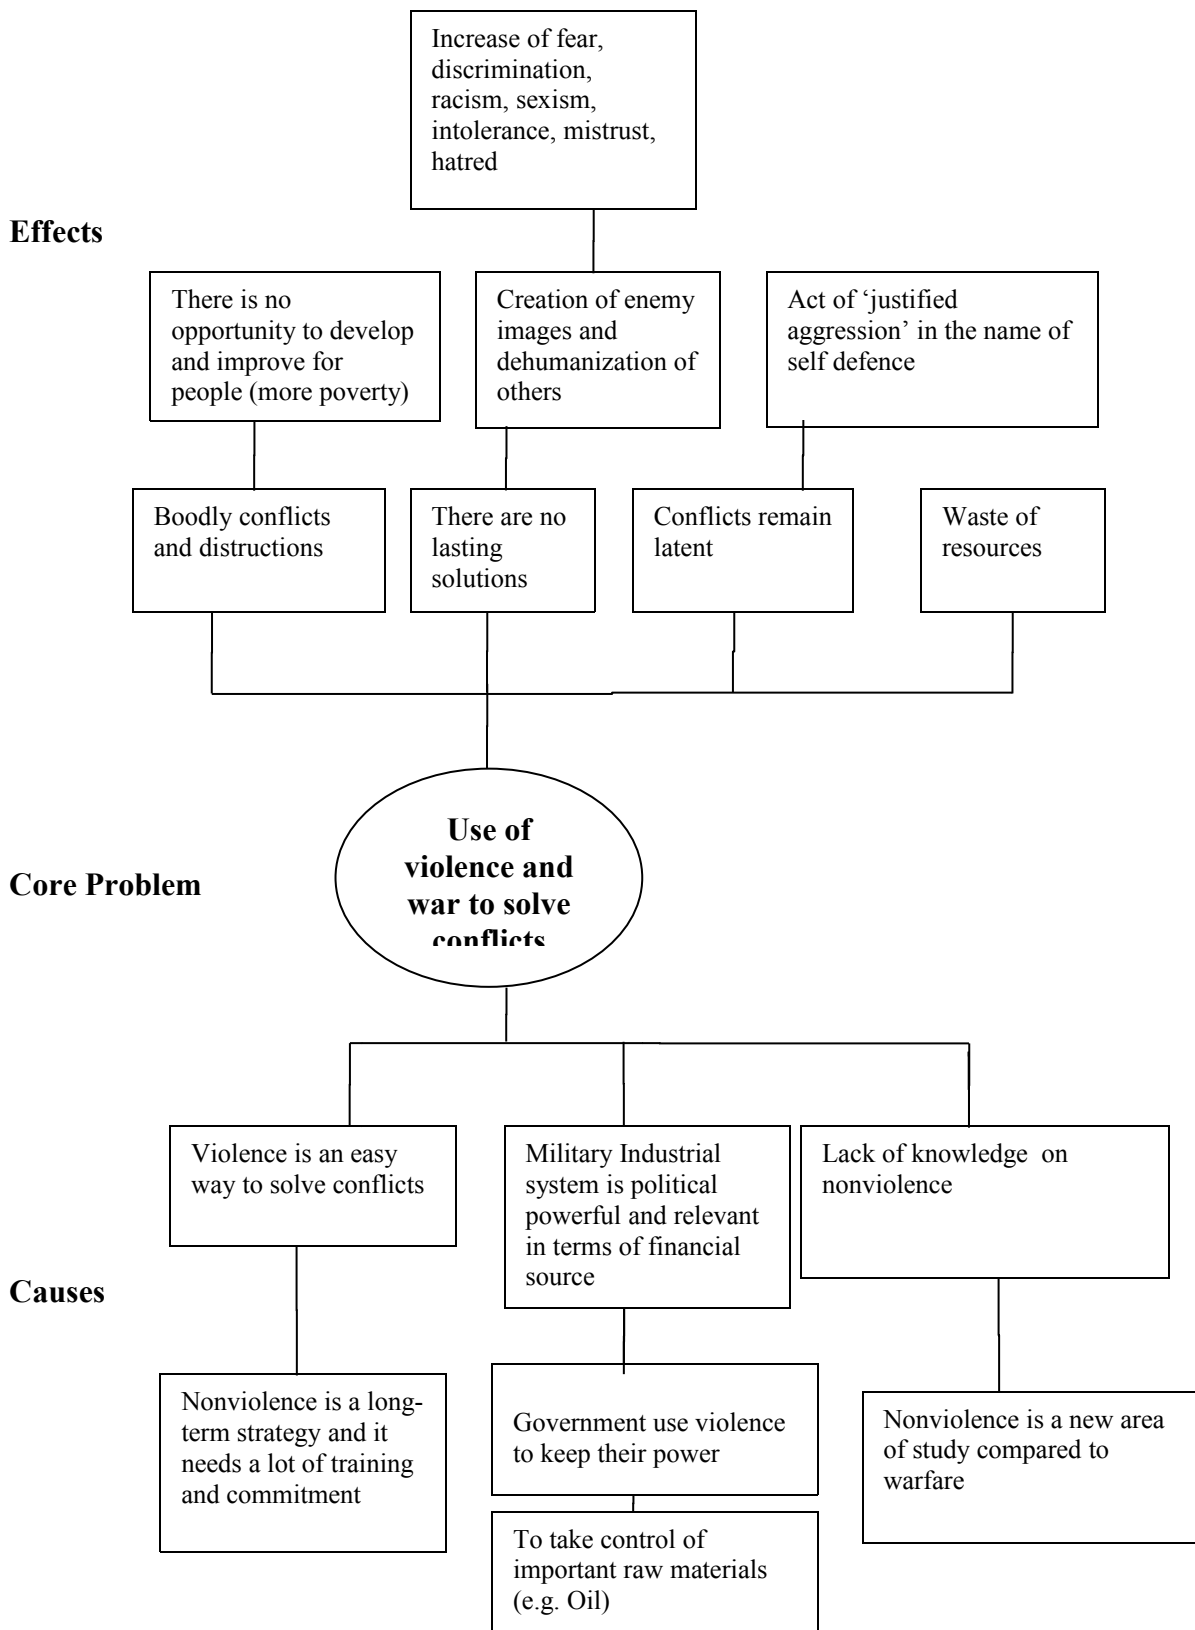 Increase of fear,
discrimination,
racism, sexism,
intolerance, mistrust,
hatred
Effects
There is no
opportunity to develop
and improve for
people (more poverty)
Creation of enemy
images and
dehumanization of
others
Act of ‘justified
aggression’ in the name of
self defence
Boodly conflicts
and distructions
There are no
lasting
solutions
Conflicts remain
latent
Waste of
resources
Use of
violence and
war to solve
conflicts
Core Problem
Violence is an easy
way to solve conflicts
Military Industrial
system is political
powerful and relevant
in terms of financial
source
Lack of knowledge  on
nonviolence
Causes
Nonviolence is a long-
term strategy and it
needs a lot of training
and commitment
Government use violence
to keep their power
Nonviolence is a new area
of study compared to
warfare
To take control of
important raw materials
(e.g. Oil)